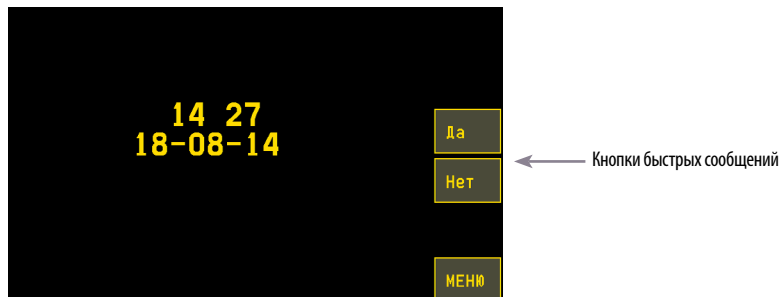 14 27
18-08-14
Да
Нет
МЕНЮ
Кнопки быстрых сообщений